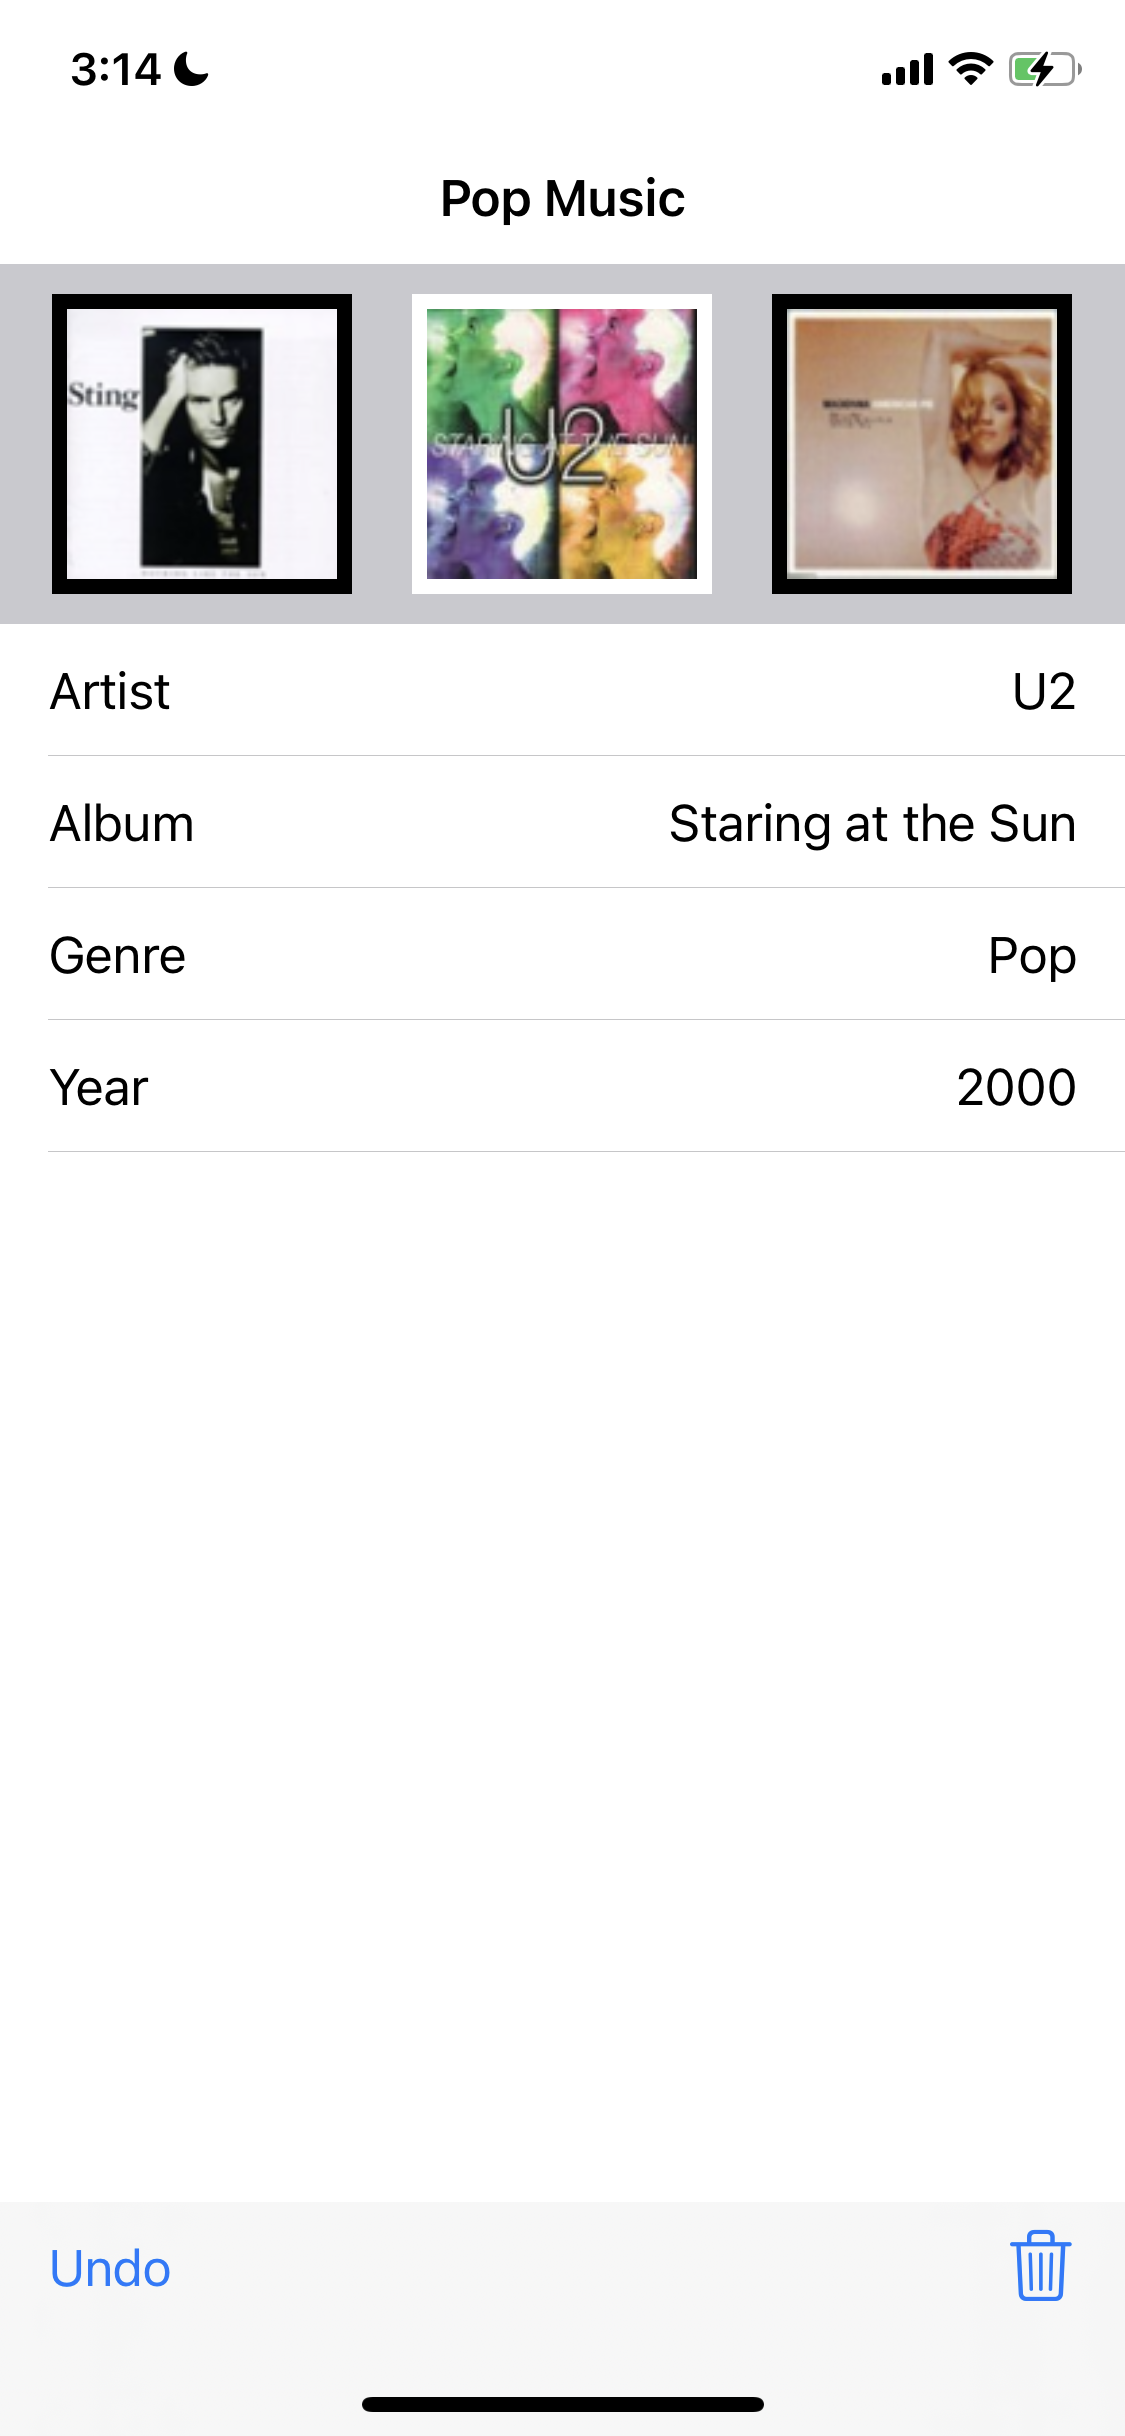 3:14
Pop Music
Sting
STARING AT THE SUN
U2
Artist U2
Album Staring at the Sun
Genre Pop
Year 2000
Undo